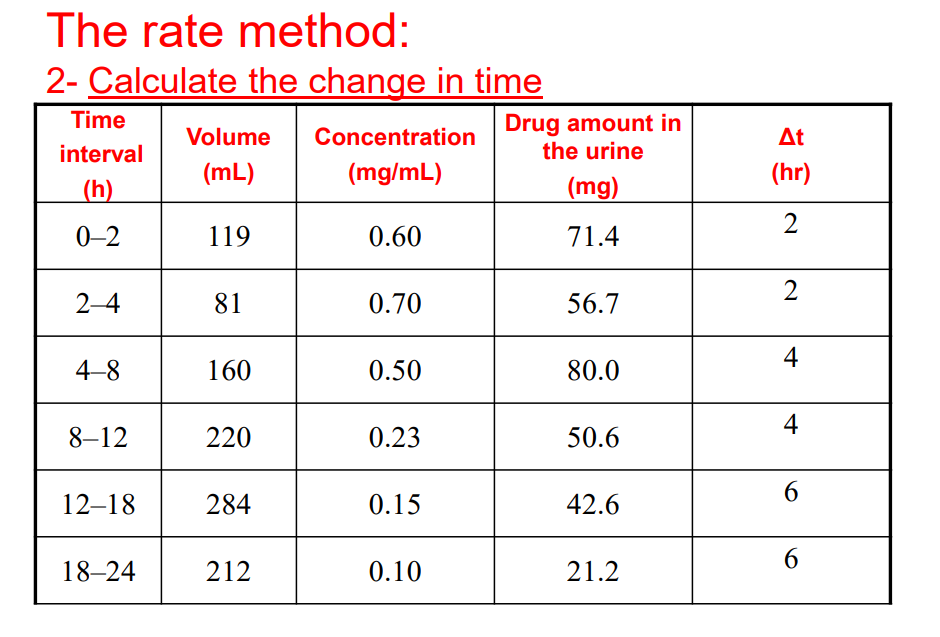 The rate method:
2- Calculate the change in time
Time interval (h) Volume (mL) Concentration (mg/mL) Drug amount in the urine (mg) Δt (hr)
0–2 119 0.60 71.4 2
2–4 81 0.70 56.7 2
4–8 160 0.50 80.0 4
8–12 220 0.23 50.6 4
12–18 284 0.15 42.6 6
18–24 212 0.10 21.2 6